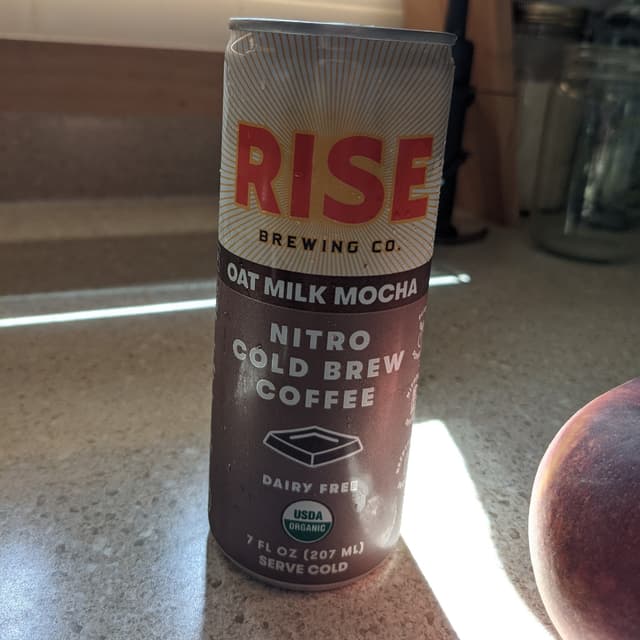 RISE
BREWING CO.
OAT MILK MOCHA
NITRO
COLD BREW
COFFEE
DAIRY FREE
USDA
ORGANIC
7 FL OZ (207 ML)
SERVE COLD